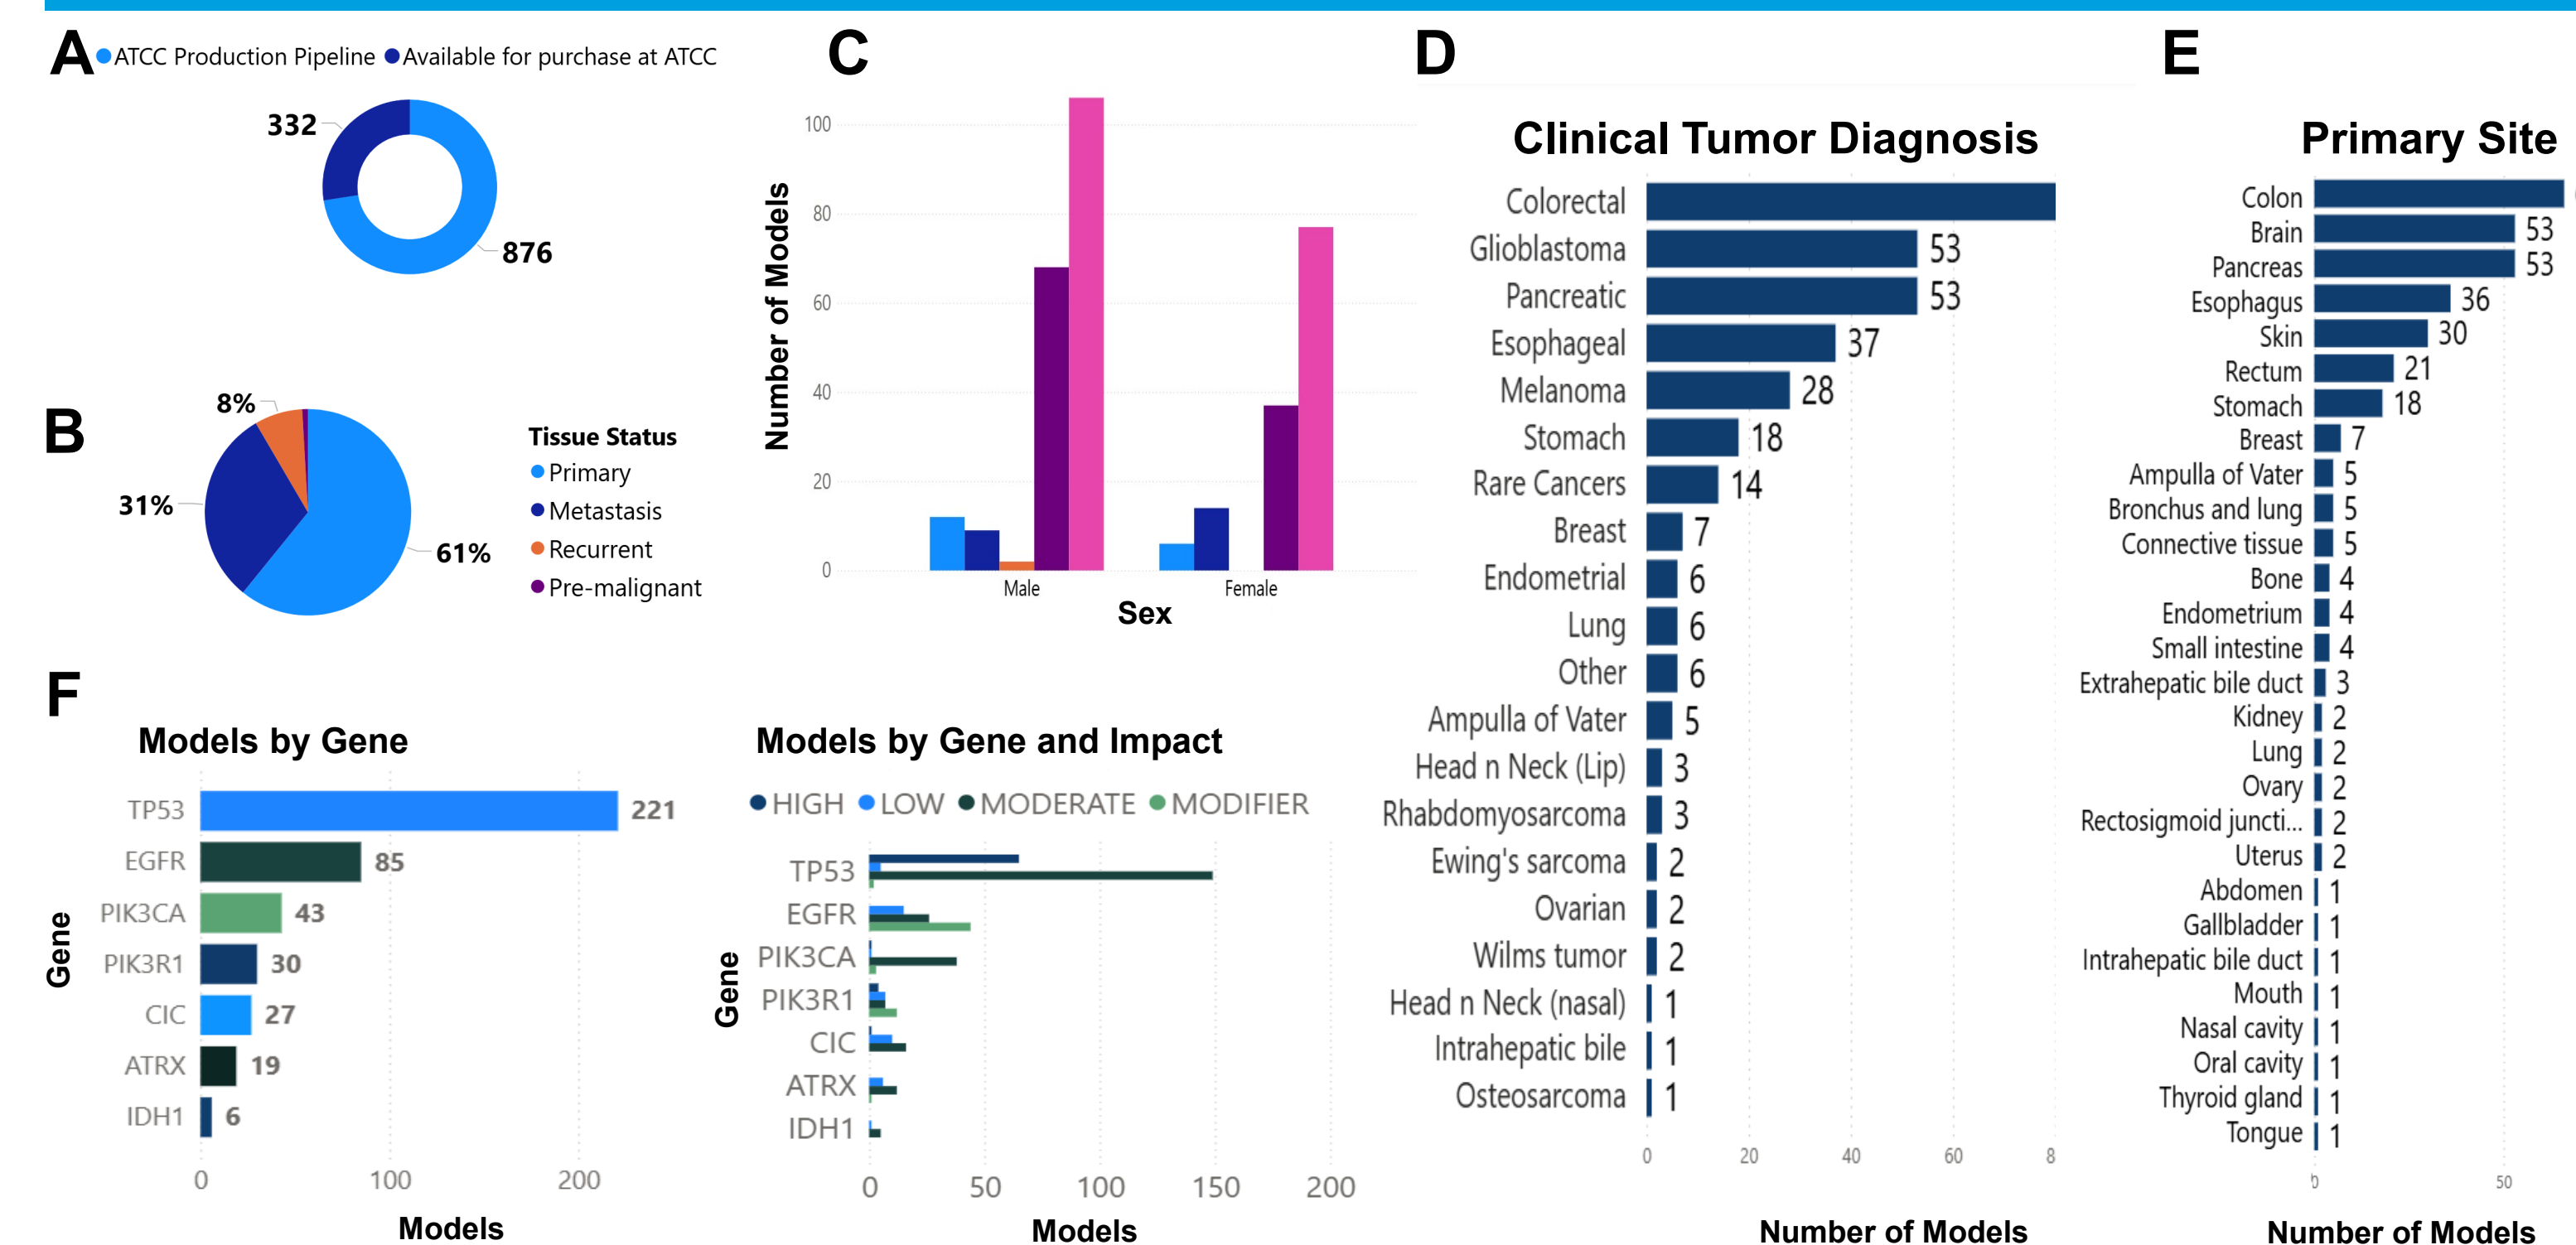 A
ATCC Production Pipeline
Available for purchase at ATCC
332
876
B
8%
31%
61%
Tissue Status
Primary
Metastasis
Recurrent
Pre-malignant
C
Number of Models
100
80
60
40
20
0
Male
Female
Sex
D
Clinical Tumor Diagnosis
Colorectal
Glioblastoma 53
Pancreatic 53
Esophageal 37
Melanoma 28
Stomach 18
Rare Cancers 14
Breast 7
Endometrial 6
Lung 6
Other 6
Ampulla of Vater 5
Head n Neck (Lip) 3
Rhabdomyosarcoma 3
Ewing's sarcoma 2
Ovarian 2
Wilms tumor 2
Head n Neck (nasal) 1
Intrahepatic bile 1
Osteosarcoma 1
0 20 40 60 8
Number of Models
E
Primary Site
Colon
Brain 53
Pancreas 53
Esophagus 36
Skin 30
Rectum 21
Stomach 18
Breast 7
Ampulla of Vater 5
Bronchus and lung 5
Connective tissue 5
Bone 4
Endometrium 4
Small intestine 4
Extrahepatic bile duct 3
Kidney 2
Lung 2
Ovary 2
Rectosigmoid juncti... 2
Uterus 2
Abdomen 1
Gallbladder 1
Intrahepatic bile duct 1
Mouth 1
Nasal cavity 1
Oral cavity 1
Thyroid gland 1
Tongue 1
0 50
Number of Models
F
Models by Gene
Gene
TP53 221
EGFR 85
PIK3CA 43
PIK3R1 30
CIC 27
ATRX 19
IDH1 6
0 100 200
Models
Models by Gene and Impact
HIGH LOW MODERATE MODIFIER
Gene
TP53
EGFR
PIK3CA
PIK3R1
CIC
ATRX
IDH1
0 50 100 150 200
Models